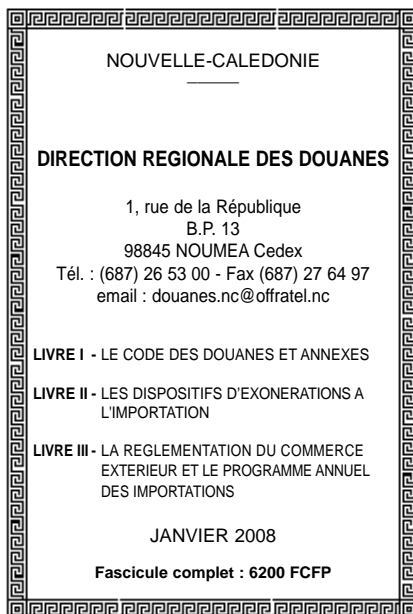 NOUVELLE-CALEDONIE
DIRECTION REGIONALE DES DOUANES
1, rue de la République
B.P. 13
98845 NOUMEA Cedex
Tél. : (687) 26 53 00 - Fax (687) 27 64 97
email : douanes.nc@offratel.nc
LIVRE I - LE CODE DES DOUANES ET ANNEXES
LIVRE II - LES DISPOSITIFS D'EXONERATIONS A
L'IMPORTATION
LIVRE III - LA REGLEMENTATION DU COMMERCE
EXTERIEUR ET LE PROGRAMME ANNUEL
DES IMPORTATIONS
JANVIER 2008
Fascicule complet : 6200 FCFP